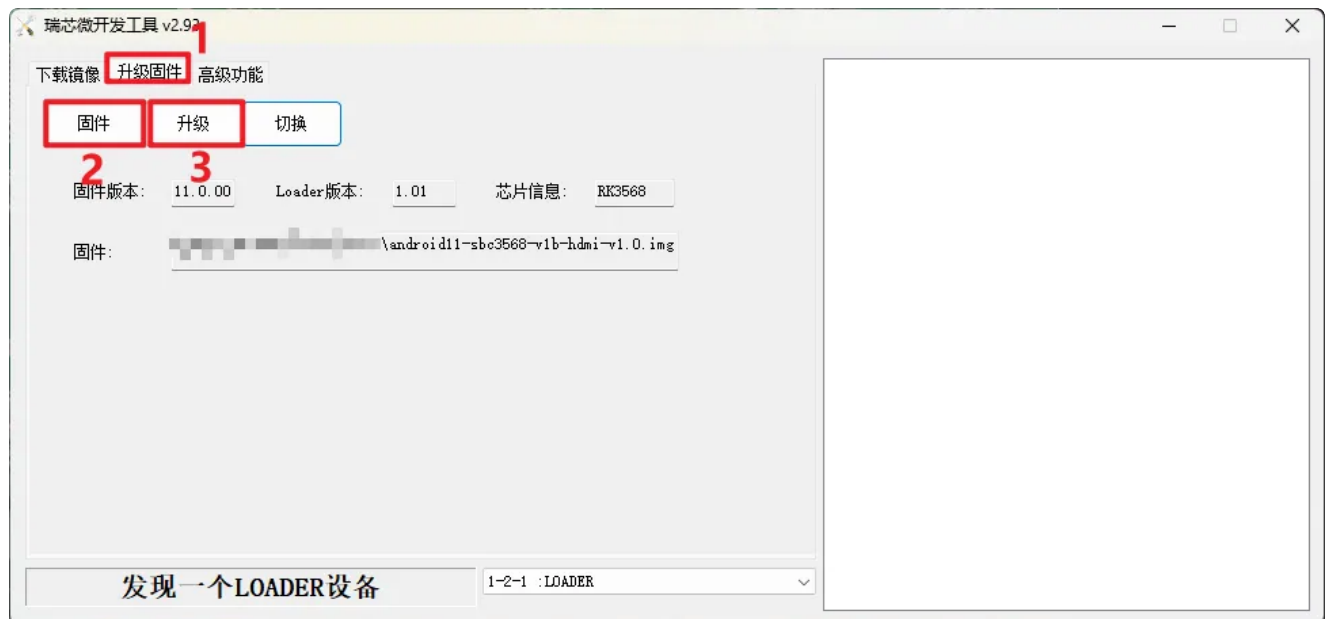 瑞芯微开发工具 v2.93
1
下载镜像 升级固件 高级功能
固件 升级 切换
2 3
固件版本: 11.0.00 Loader版本: 1.01 芯片信息: RK3568
固件: \android11-sbc3568-v1b-hdmi-v1.0.img
发现一个LOADER设备 1-2-1 :LOADER